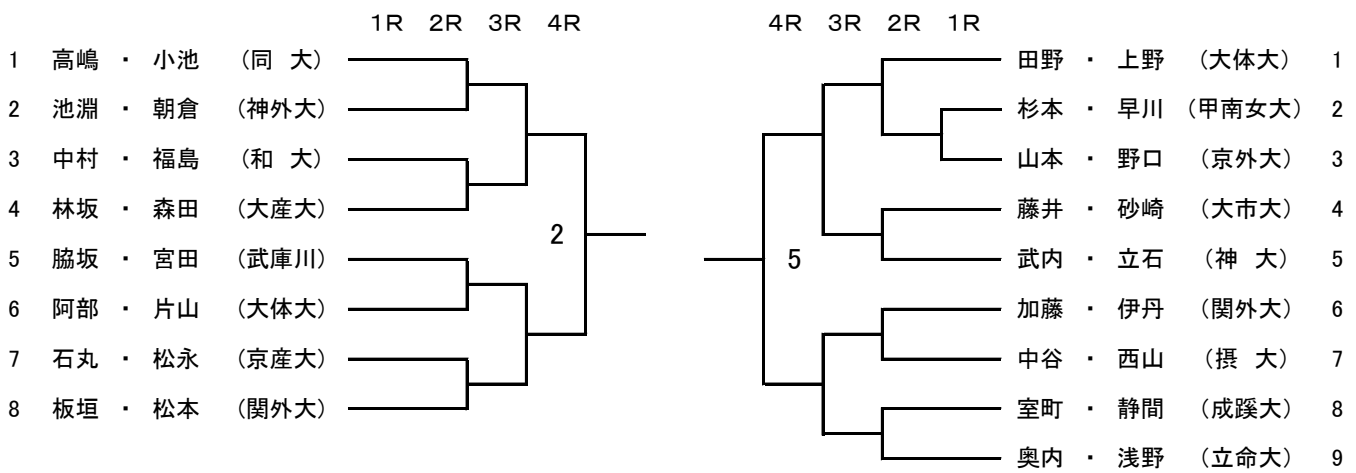 1R 2R 3R 4R
1 高嶋 ・ 小池 (同 大)
2 池淵 ・ 朝倉 (神外大)
3 中村 ・ 福島 (和 大)
4 林坂 ・ 森田 (大産大)
5 脇坂 ・ 宮田 (武庫川)
6 阿部 ・ 片山 (大体大)
7 石丸 ・ 松永 (京産大)
8 板垣 ・ 松本 (関外大)
2
4R 3R 2R 1R
田野 ・ 上野 (大体大) 1
杉本 ・ 早川 (甲南女大) 2
山本 ・ 野口 (京外大) 3
藤井 ・ 砂崎 (大市大) 4
武内 ・ 立石 (神 大) 5
加藤 ・ 伊丹 (関外大) 6
中谷 ・ 西山 (摂 大) 7
室町 ・ 静間 (成蹊大) 8
奥内 ・ 浅野 (立命大) 9
5